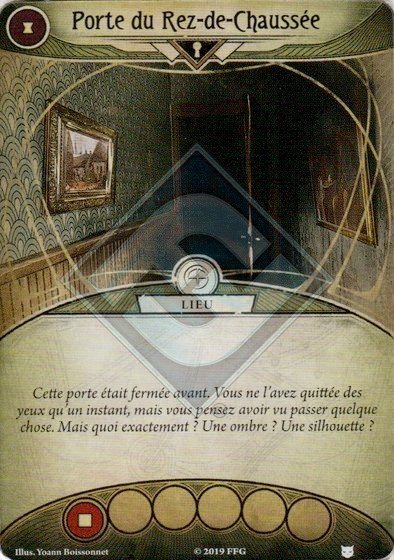 Porte du Rez-de-Chaussée
LIEU
Cette porte était fermée avant. Vous ne l'avez quittée des
yeux qu'un instant, mais vous pensez avoir vu passer quelque
chose. Mais quoi exactement ? Une ombre ? Une silhouette ?
Illus. Yoann Boissonnet
© 2019 FFG